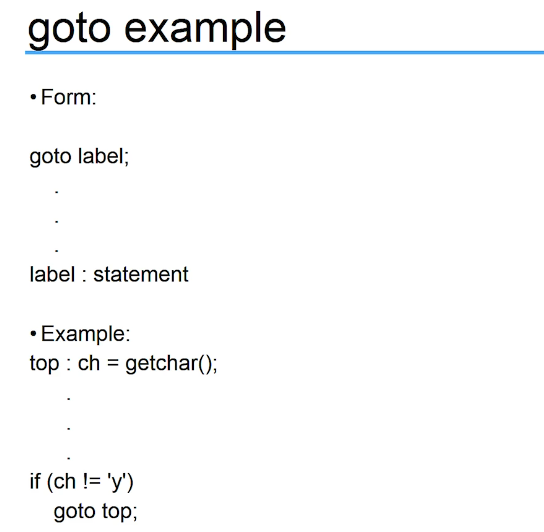 goto example
• Form:
goto label;
.
.
.
label : statement
• Example:
top : ch = getchar();
.
.
.
if (ch != 'y')
goto top;